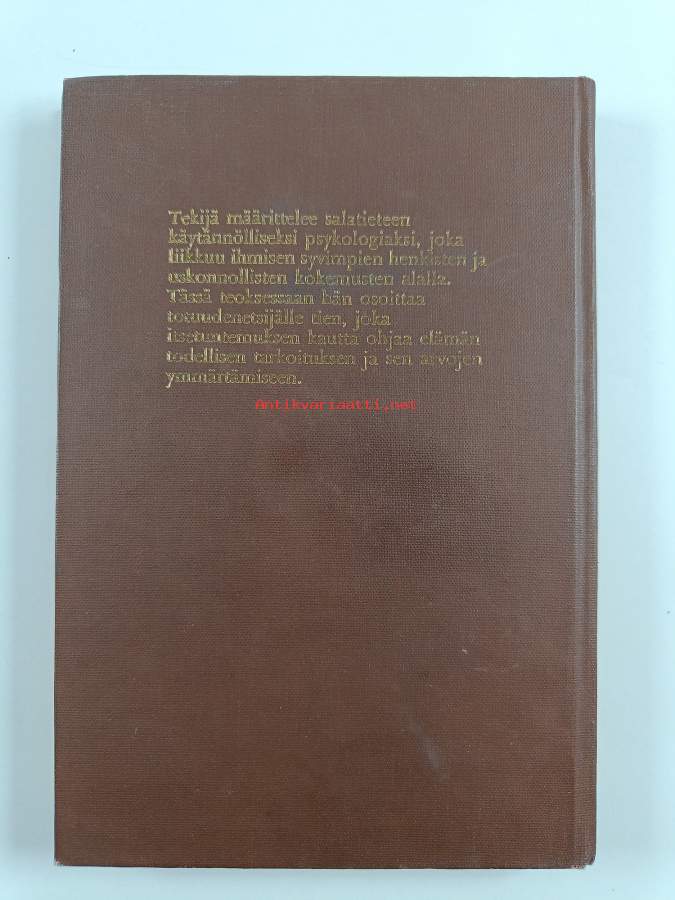 Tekijä määrittelee salatieteen
käytännölliseksi psykologiaksi, joka
liikkuu ihmisen syvimpien henkisten ja
uskonnollisten kokemusten alalla.
Tässä teoksessaan hän osoittaa
totuudenetsijälle tien, joka
itsetuntemuksen kautta ohjaa elämän
todellisen tarkoituksen ja sen arvojen
ymmärtämiseen.
Antikvariaatti.net